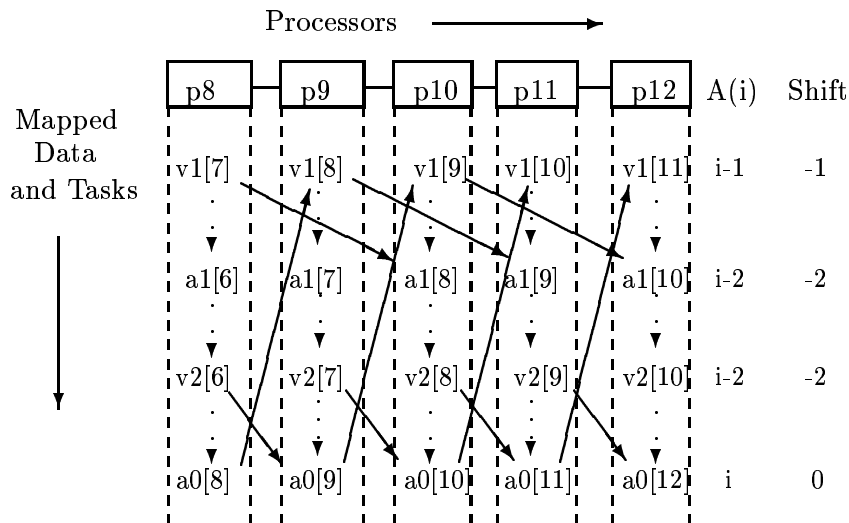 Processors
p8 p9 p10 p11 p12 A(i) Shift
Mapped
Data
and Tasks
v1[7] v1[8] v1[9] v1[10] v1[11] i-1 -1
a1[6] a1[7] a1[8] a1[9] a1[10] i-2 -2
v2[6] v2[7] v2[8] v2[9] v2[10] i-2 -2
a0[8] a0[9] a0[10] a0[11] a0[12] i 0